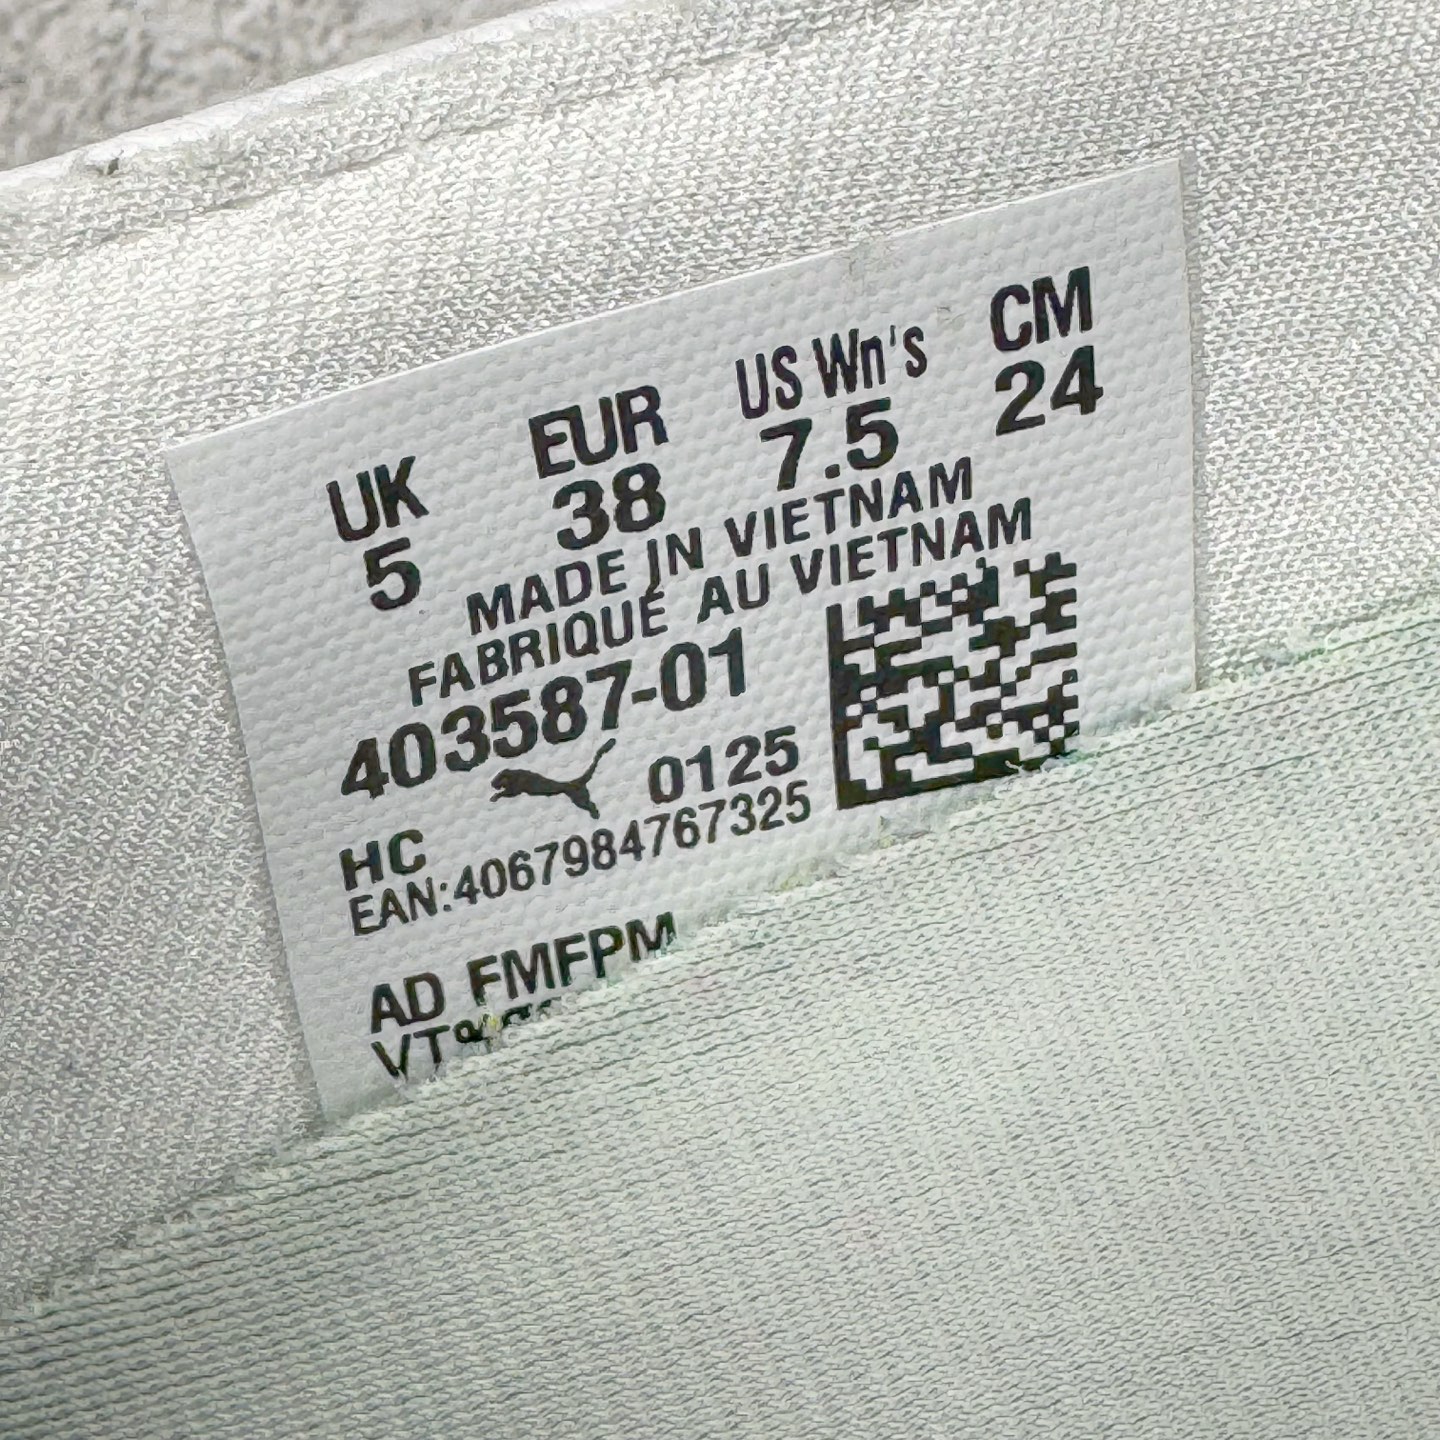 UK EUR US Wn's CM
5 38 7.5 24
MADE IN VIETNAM
FABRIQUÉ AU VIETNAM
403587-01
0125
HC
EAN:4067984767325
AD FMFPM